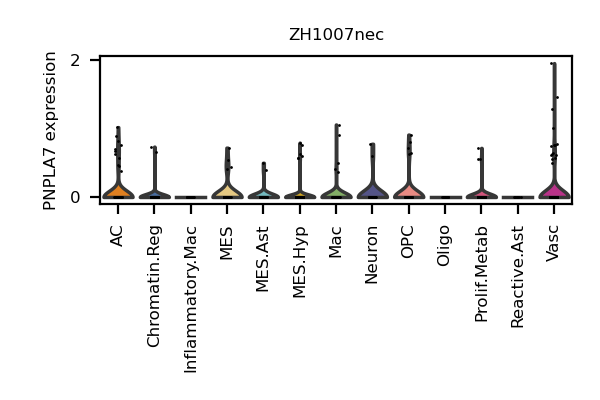 ZH1007nec
PNPLA7 expression
2
0
AC
Chromatin.Reg
Inflammatory.Mac
MES
MES.Ast
MES.Hyp
Mac
Neuron
OPC
Oligo
Prolif.Metab
Reactive.Ast
Vasc